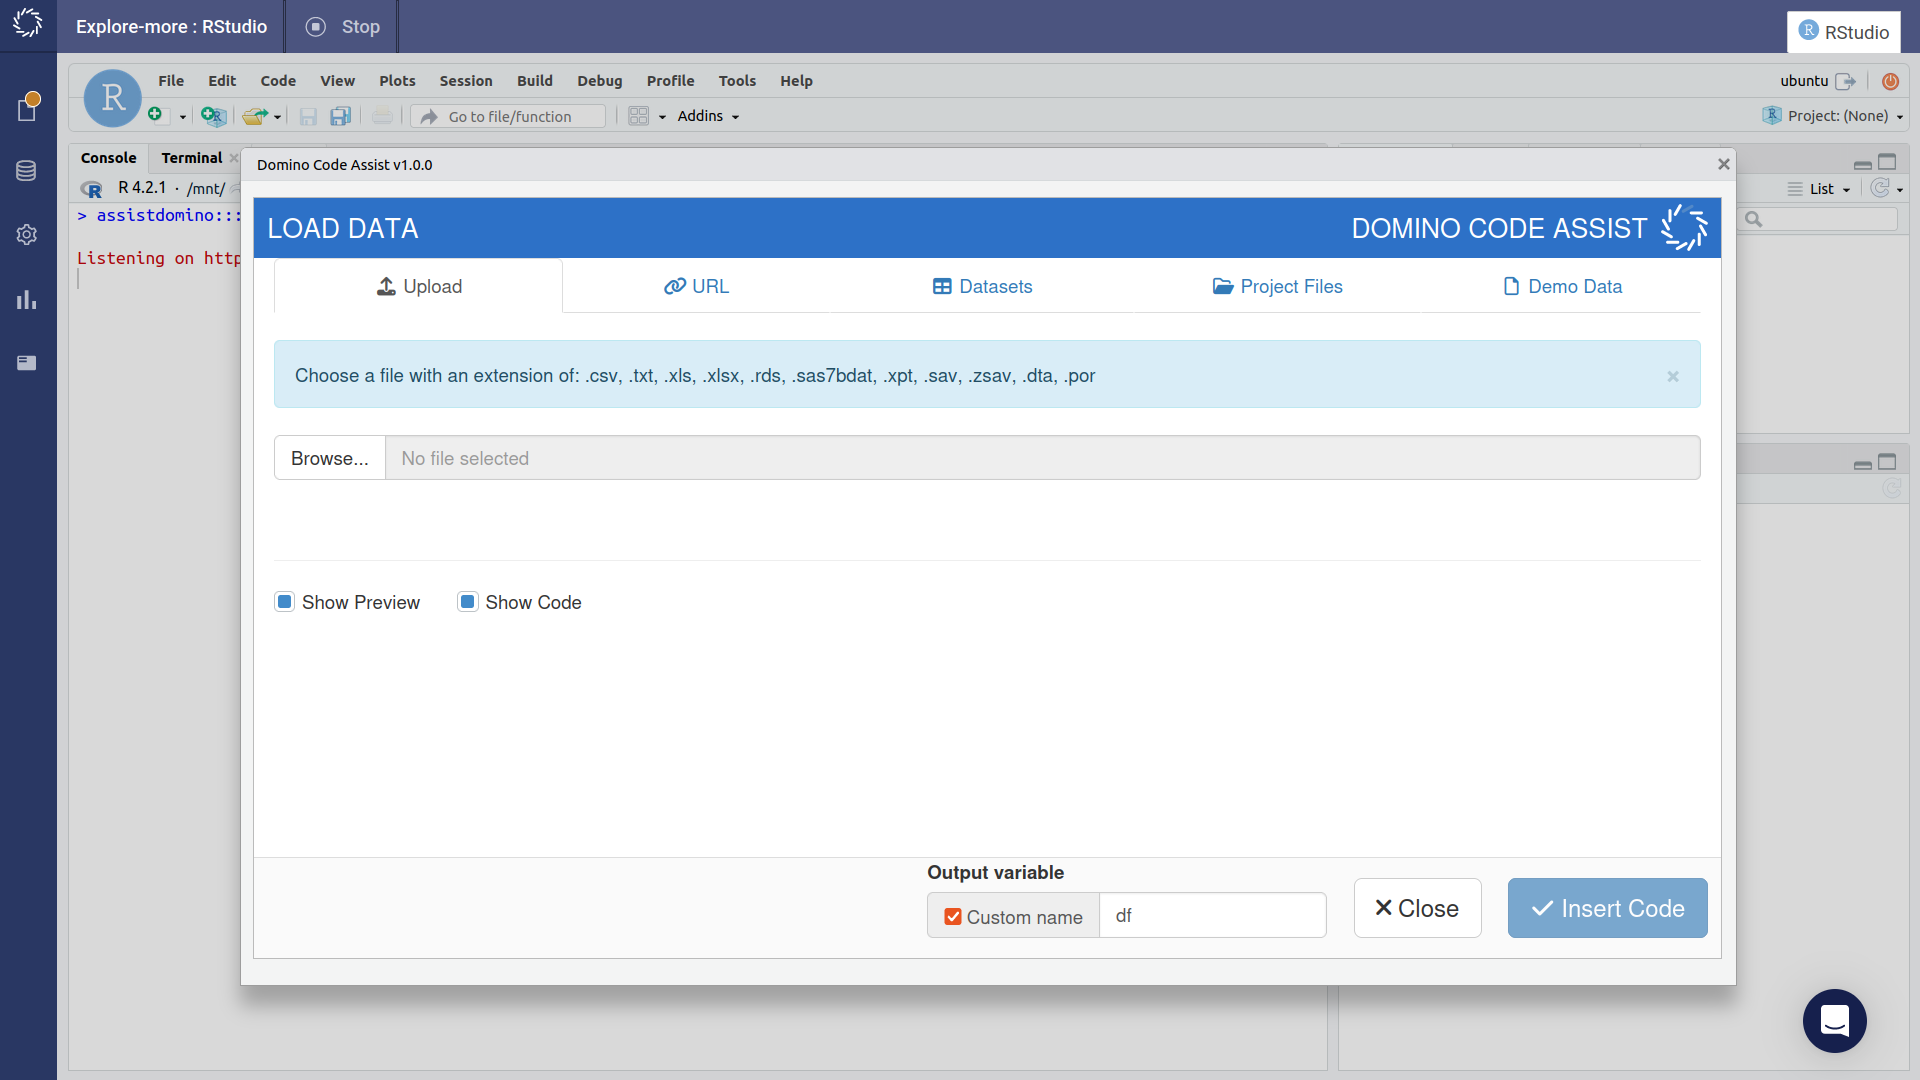 Explore-more : RStudio
Stop
RStudio
R
File Edit Code View Plots Session Build Debug Profile Tools Help
ubuntu
Go to file/function
Addins
Project: (None)
Console
Terminal
R 4.2.1 · /mnt/
List
> assistdomino:::
Listening on http
Domino Code Assist v1.0.0
LOAD DATA
DOMINO CODE ASSIST
Upload
URL
Datasets
Project Files
Demo Data
Choose a file with an extension of: .csv, .txt, .xls, .xlsx, .rds, .sas7bdat, .xpt, .sav, .zsav, .dta, .por
Browse...
No file selected
Show Preview
Show Code
Output variable
Custom name
df
Close
Insert Code